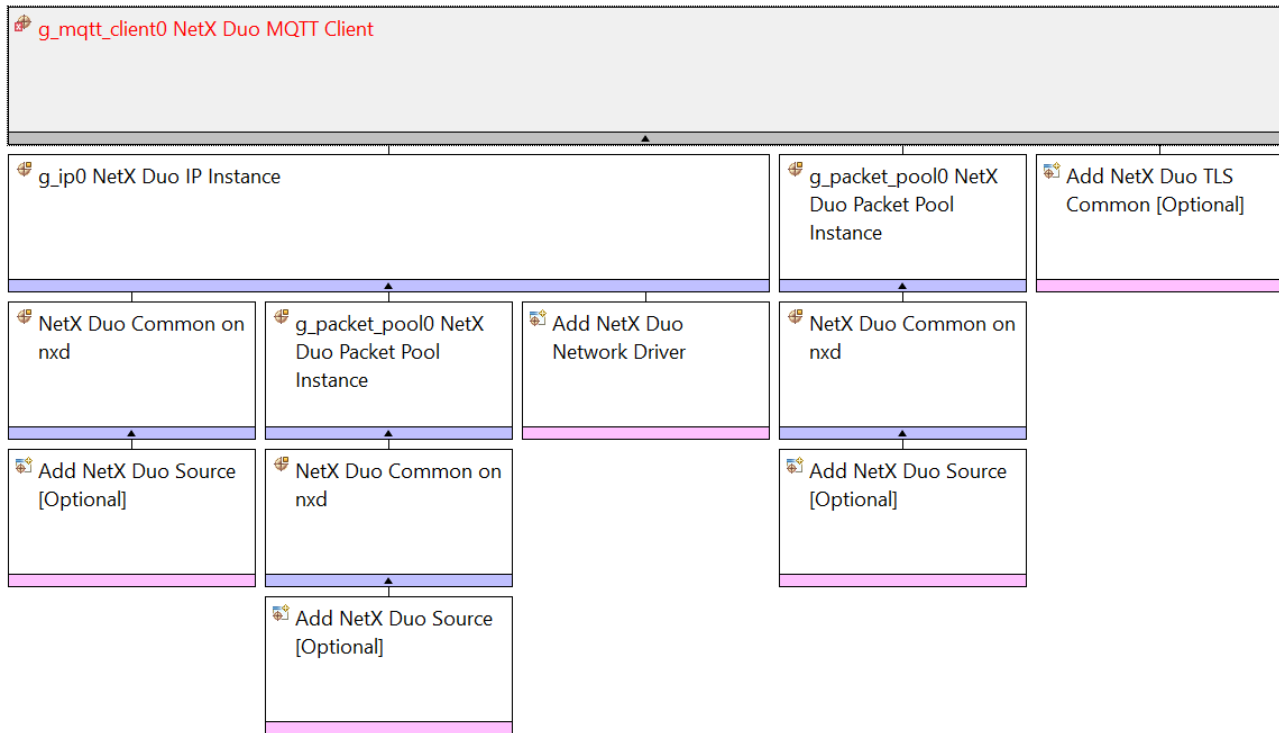 g_mqtt_client0 NetX Duo MQTT Client
g_ip0 NetX Duo IP Instance
g_packet_pool0 NetX
Duo Packet Pool
Instance
Add NetX Duo TLS
Common [Optional]
NetX Duo Common on
nxd
g_packet_pool0 NetX
Duo Packet Pool
Instance
Add NetX Duo
Network Driver
NetX Duo Common on
nxd
Add NetX Duo Source
[Optional]
NetX Duo Common on
nxd
Add NetX Duo Source
[Optional]
Add NetX Duo Source
[Optional]